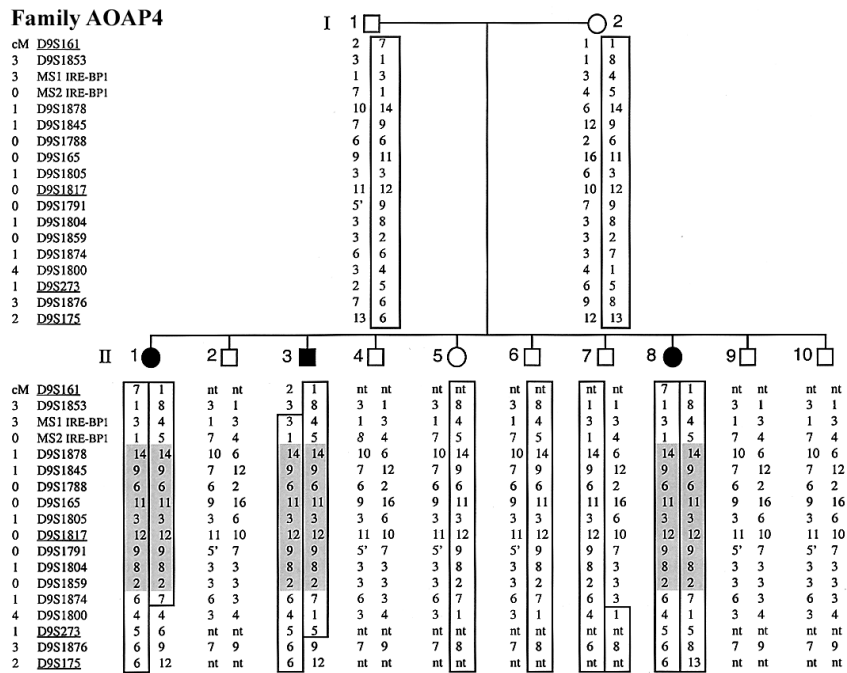 Family AOAP4
I 1 2
cM D9S161 2 7 1 1
3 D9S1853 3 1 1 8
3 MS1 IRE-BP1 1 3 3 4
0 MS2 IRE-BP1 7 1 4 5
1 D9S1878 10 14 6 14
1 D9S1845 7 9 12 9
0 D9S1788 6 6 2 6
0 D9S165 9 11 16 11
1 D9S1805 3 3 6 3
0 D9S1817 11 12 10 12
0 D9S1791 5' 9 7 9
1 D9S1804 3 8 3 8
0 D9S1859 3 2 3 2
1 D9S1874 6 6 3 7
4 D9S1800 3 4 4 1
1 D9S273 2 5 6 5
3 D9S1876 7 6 9 8
2 D9S175 13 6 12 13
II 1 2 3 4 5 6 7 8 9 10
cM D9S161 7 1 nt nt 2 1 nt nt nt nt nt nt nt nt 7 1 nt nt nt nt
3 D9S1853 1 8 3 1 3 8 3 1 3 8 3 8 1 1 1 8 3 1 3 1
3 MS1 IRE-BP1 3 4 1 3 3 4 1 3 1 4 1 4 3 3 3 4 1 3 1 3
0 MS2 IRE-BP1 1 5 7 4 1 5 8 4 7 5 7 5 1 4 1 5 7 4 7 4
1 D9S1878 14 14 10 6 14 14 10 6 10 14 10 14 14 6 14 14 10 6 10 6
1 D9S1845 9 9 7 12 9 9 7 12 7 9 7 9 9 12 9 9 7 12 7 12
0 D9S1788 6 6 6 2 6 6 6 2 6 6 6 6 6 2 6 6 6 2 6 2
0 D9S165 11 11 9 16 11 11 9 16 9 11 9 11 11 16 11 11 9 16 9 16
1 D9S1805 3 3 3 6 3 3 3 6 3 3 3 3 3 6 3 3 3 6 3 6
0 D9S1817 12 12 11 10 12 12 11 10 11 12 11 12 12 10 12 12 11 10 11 10
0 D9S1791 9 9 5' 7 9 9 5' 7 5' 9 5' 9 9 7 9 9 5' 7 5' 7
1 D9S1804 8 8 3 3 8 8 3 3 3 8 3 8 8 3 8 8 3 3 3 3
0 D9S1859 2 2 3 3 2 2 3 3 3 2 3 2 2 3 2 2 3 3 3 3
1 D9S1874 6 7 6 3 6 7 6 3 6 7 6 7 6 3 6 7 6 3 6 3
4 D9S1800 4 4 3 4 4 1 3 4 3 1 3 1 4 1 4 1 3 4 3 4
1 D9S273 5 6 nt nt 5 5 nt nt nt nt nt nt nt nt 5 5 nt nt nt nt
3 D9S1876 6 9 7 9 6 9 7 9 7 8 7 8 6 8 6 8 7 9 7 9
2 D9S175 6 12 nt nt 6 12 nt nt nt nt nt nt nt nt 6 13 nt nt nt nt